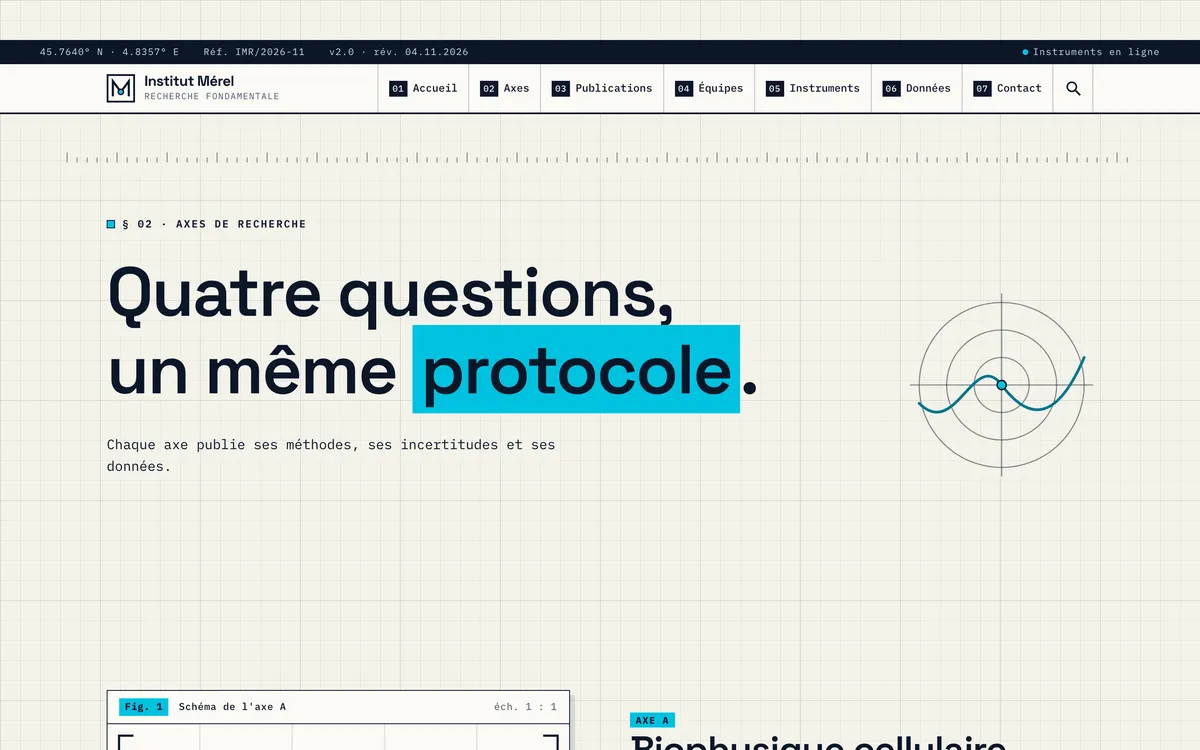 45.7640° N · 4.8357° E Réf. IMR/2026-11 v2.0 · rév. 04.11.2026 Instruments en ligne
Institut Mérel
RECHERCHE FONDAMENTALE
01 Accueil 02 Axes 03 Publications 04 Équipes 05 Instruments 06 Données 07 Contact
§ 02 · AXES DE RECHERCHE
Quatre questions,
un même protocole.
Chaque axe publie ses méthodes, ses incertitudes et ses
données.
Fig. 1 Schéma de l'axe A éch. 1 : 1
AXE A
Biophysique cellulaire